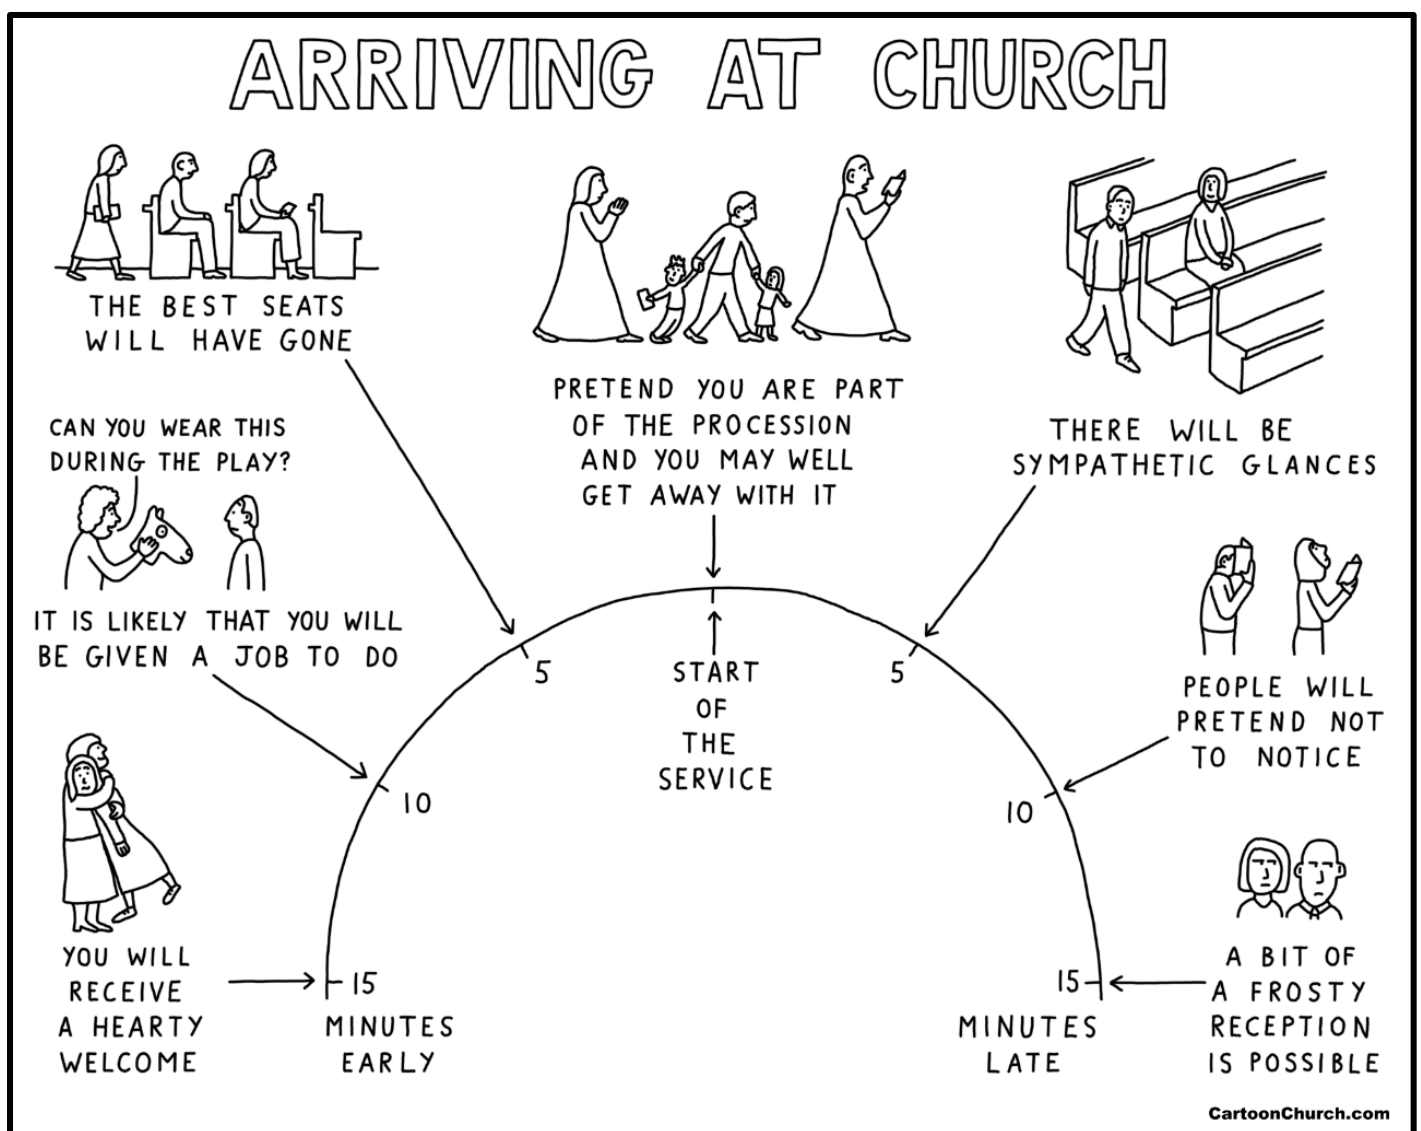 ARRIVING AT CHURCH
THE BEST SEATS
WILL HAVE GONE
PRETEND YOU ARE PART
OF THE PROCESSION
AND YOU MAY WELL
GET AWAY WITH IT
THERE WILL BE
SYMPATHETIC GLANCES
CAN YOU WEAR THIS
DURING THE PLAY?
IT IS LIKELY THAT YOU WILL
BE GIVEN A JOB TO DO
5
START
OF
THE
SERVICE
5
PEOPLE WILL
PRETEND NOT
TO NOTICE
10
10
YOU WILL
RECEIVE
A HEARTY
WELCOME
15
MINUTES
EARLY
15
MINUTES
LATE
A BIT OF
A FROSTY
RECEPTION
IS POSSIBLE
CartoonChurch.com